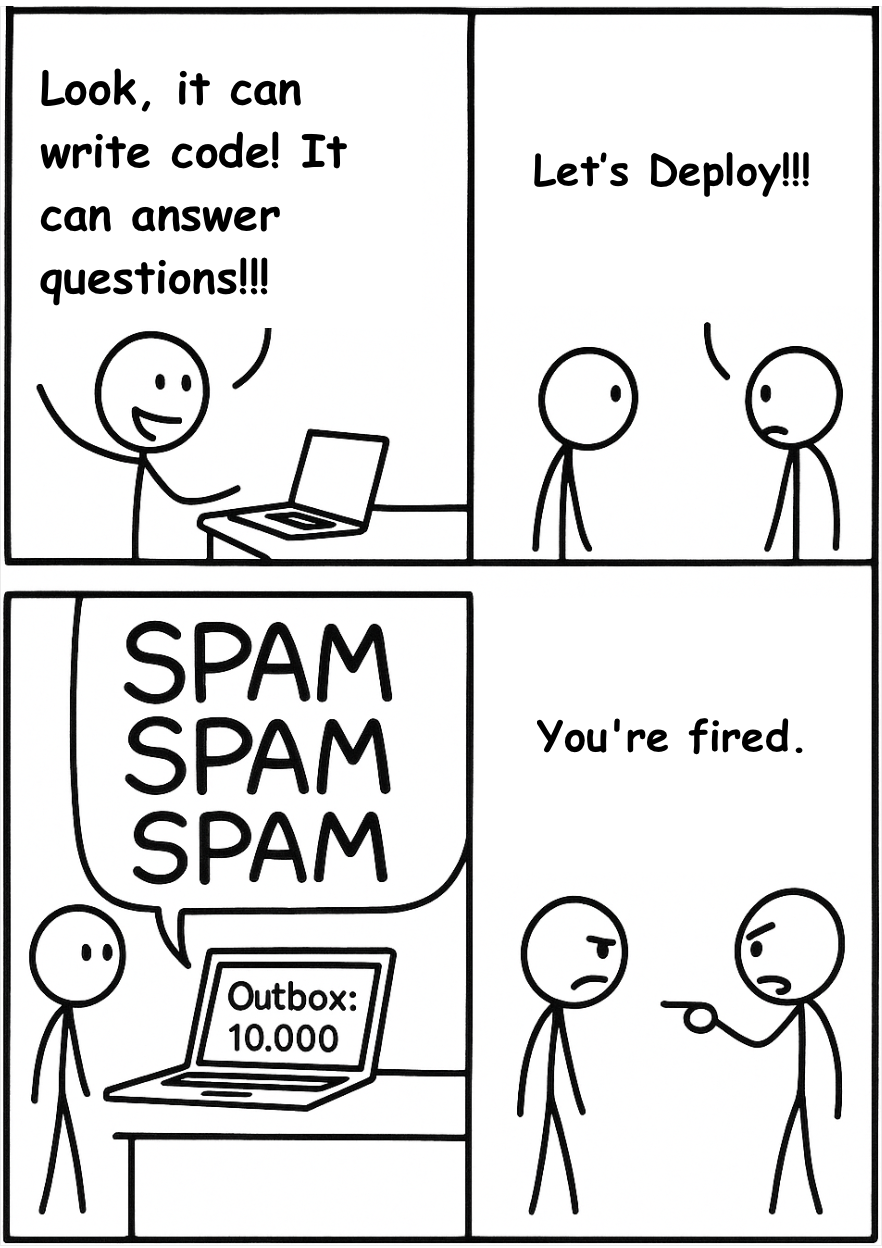 Look, it can
write code! It
can answer
questions!!!
Let's Deploy!!!
SPAM
SPAM
SPAM
Outbox:
10.000
You're fired.